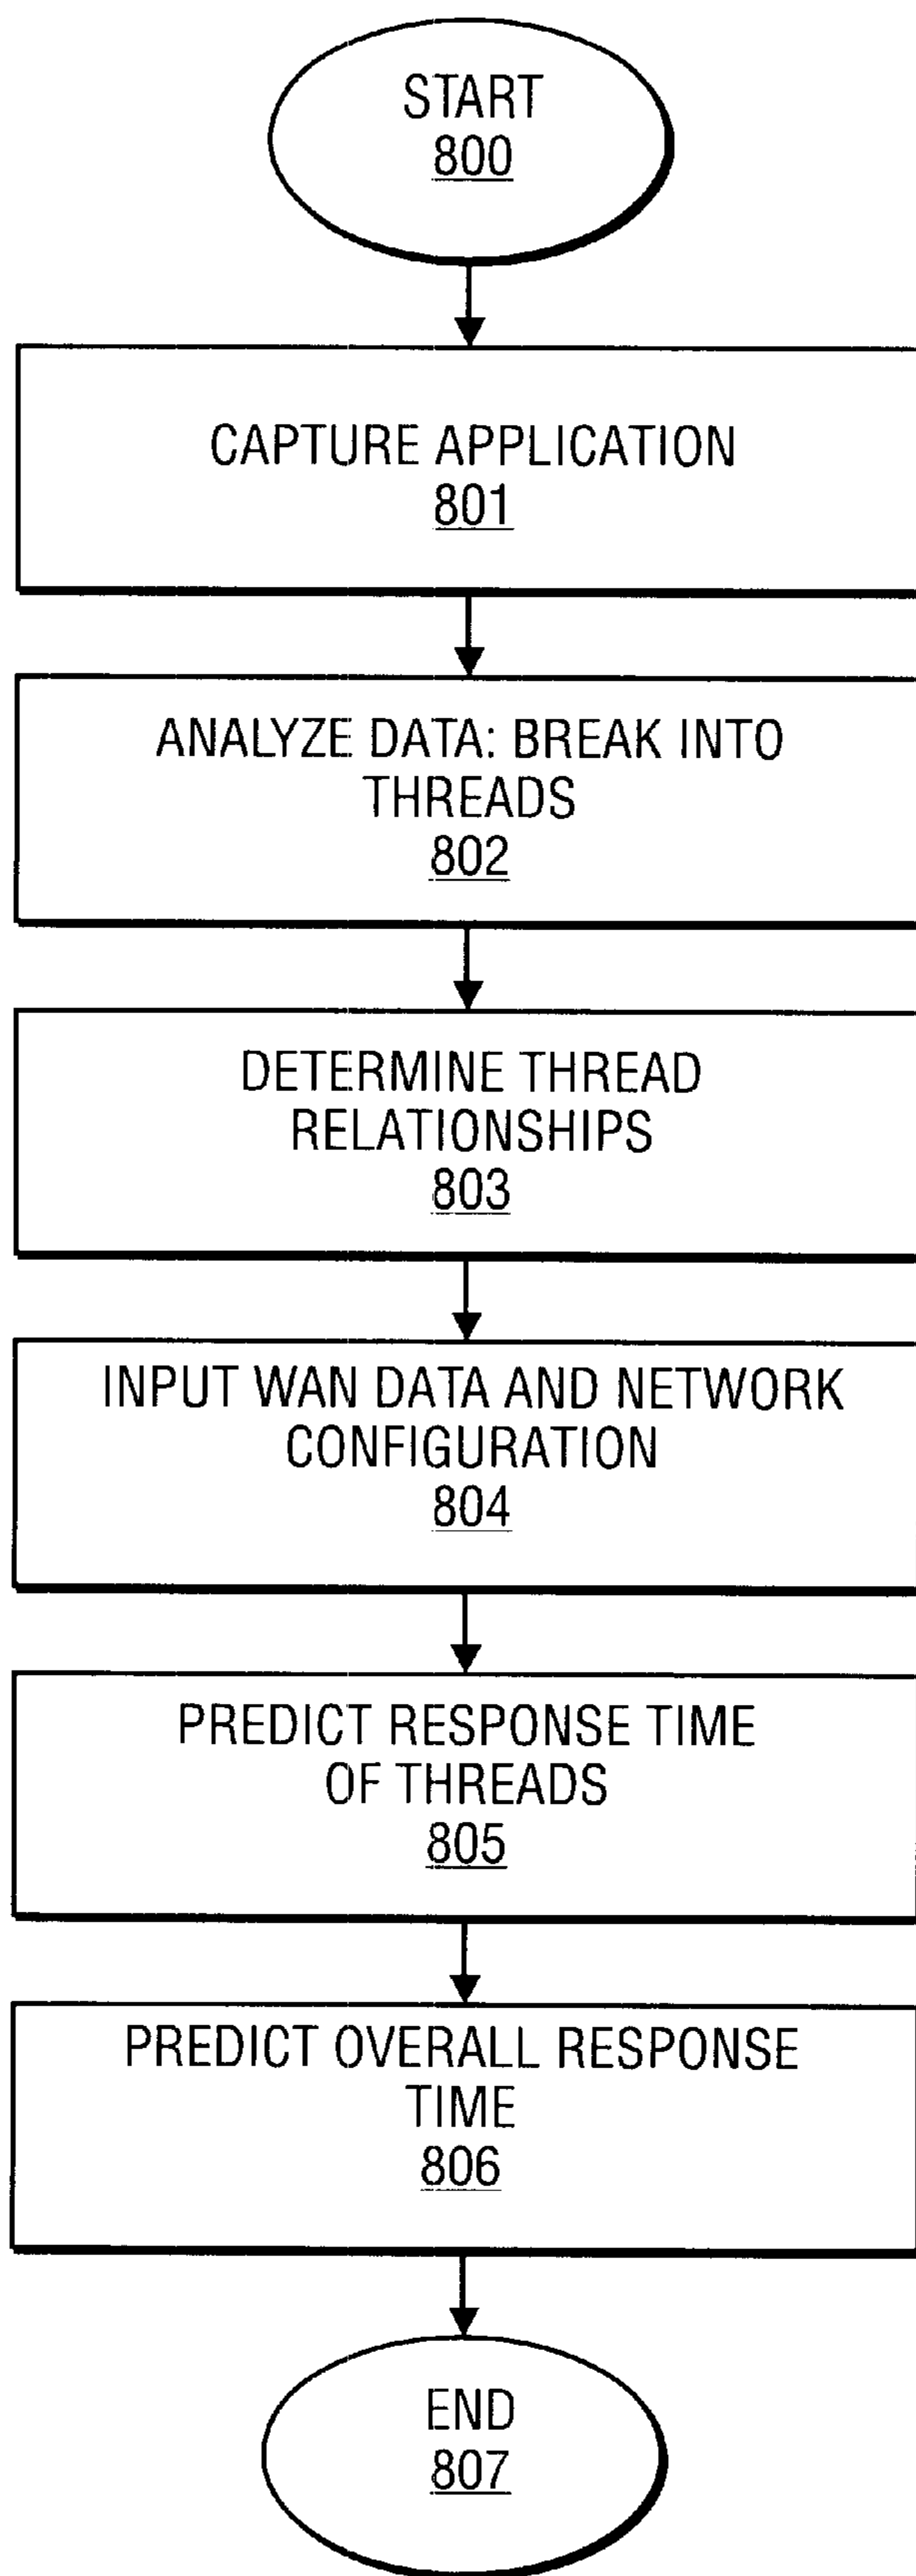 START
800
CAPTURE APPLICATION
801
ANALYZE DATA: BREAK INTO
THREADS
802
DETERMINE THREAD
RELATIONSHIPS
803
INPUT WAN DATA AND NETWORK
CONFIGURATION
804
PREDICT RESPONSE TIME
OF THREADS
805
PREDICT OVERALL RESPONSE
TIME
806
END
807